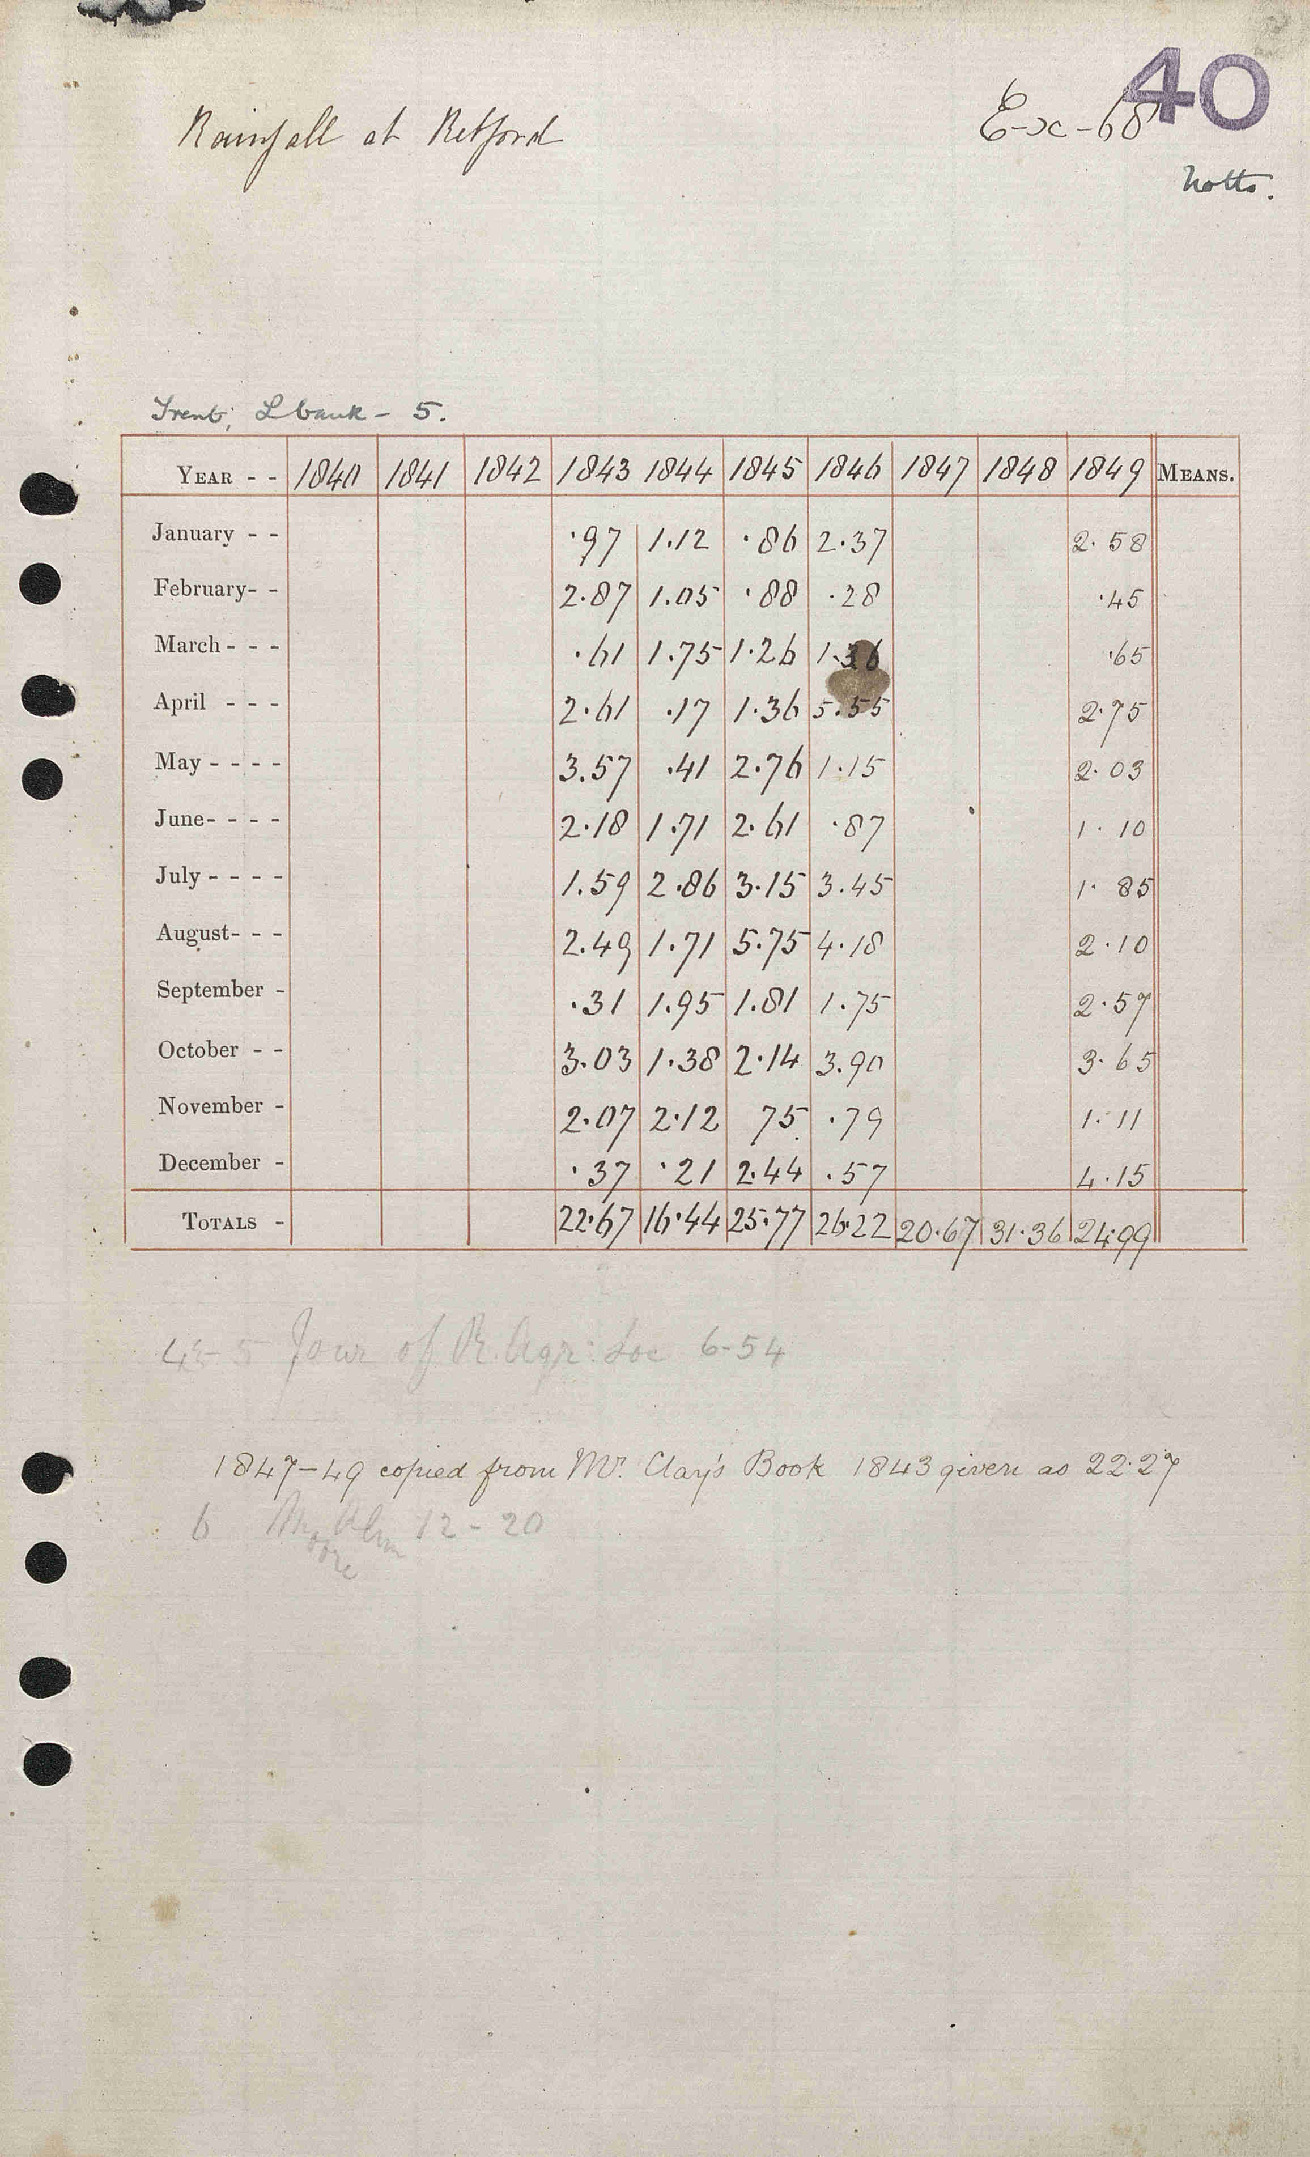 40
Rainfall at Retford
Ex-68
Notts.
Trent, L bank - 5.
YEAR - - 1840 1841 1842 1843 1844 1845 1846 1847 1848 1849 MEANS.
January - - ·97 1.12 ·86 2·37 2·58
February- - 2·87 1.05 ·88 ·28 ·45
March - - - ·61 1·75 1·26 1·36 ·65
April - - - 2·61 ·17 1·36 5·55 2·75
May - - - - 3.57 ·41 2·76 1·15 2·03
June- - - - 2·18 1·71 2·61 ·87 1·10
July - - - - 1.59 2·86 3·15 3·45 1·85
August- - - 2.49 1·71 5·75 4·18 2·10
September - ·31 1.95 1.81 1·75 2·57
October - - 3·03 1·38 2·14 3.90 3·65
November - 2·07 2·12 75 ·79 1·11
December - ·37 ·21 2·44 ·57 4·15
TOTALS - 22·67 16·44 25·77 26·22 20·67 31·36 24·99
Jour of R. Agr: Soc 6-54
1847-49 copied from Mr. Clay's Book 1843 given as 22·27
6 Moore 12-20